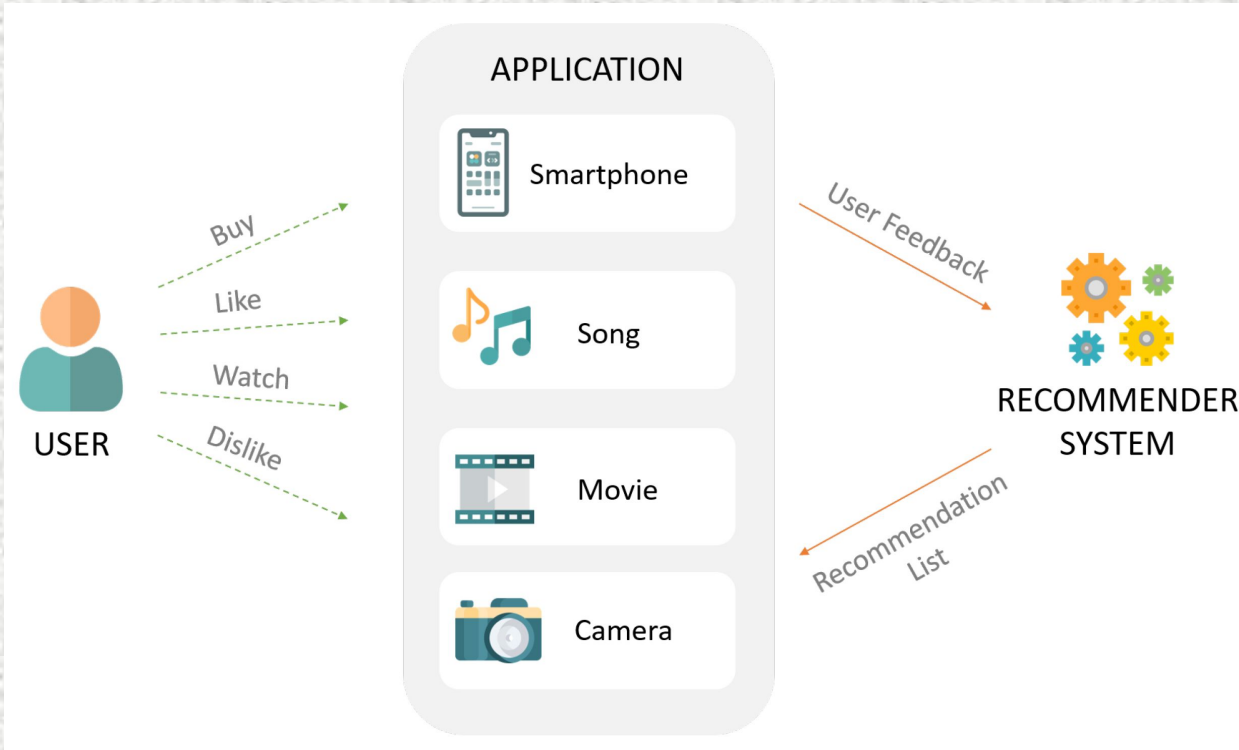 APPLICATION
Smartphone
Song
Movie
Camera
Buy
Like
Watch
Dislike
USER
User Feedback
RECOMMENDER
SYSTEM
Recommendation
List